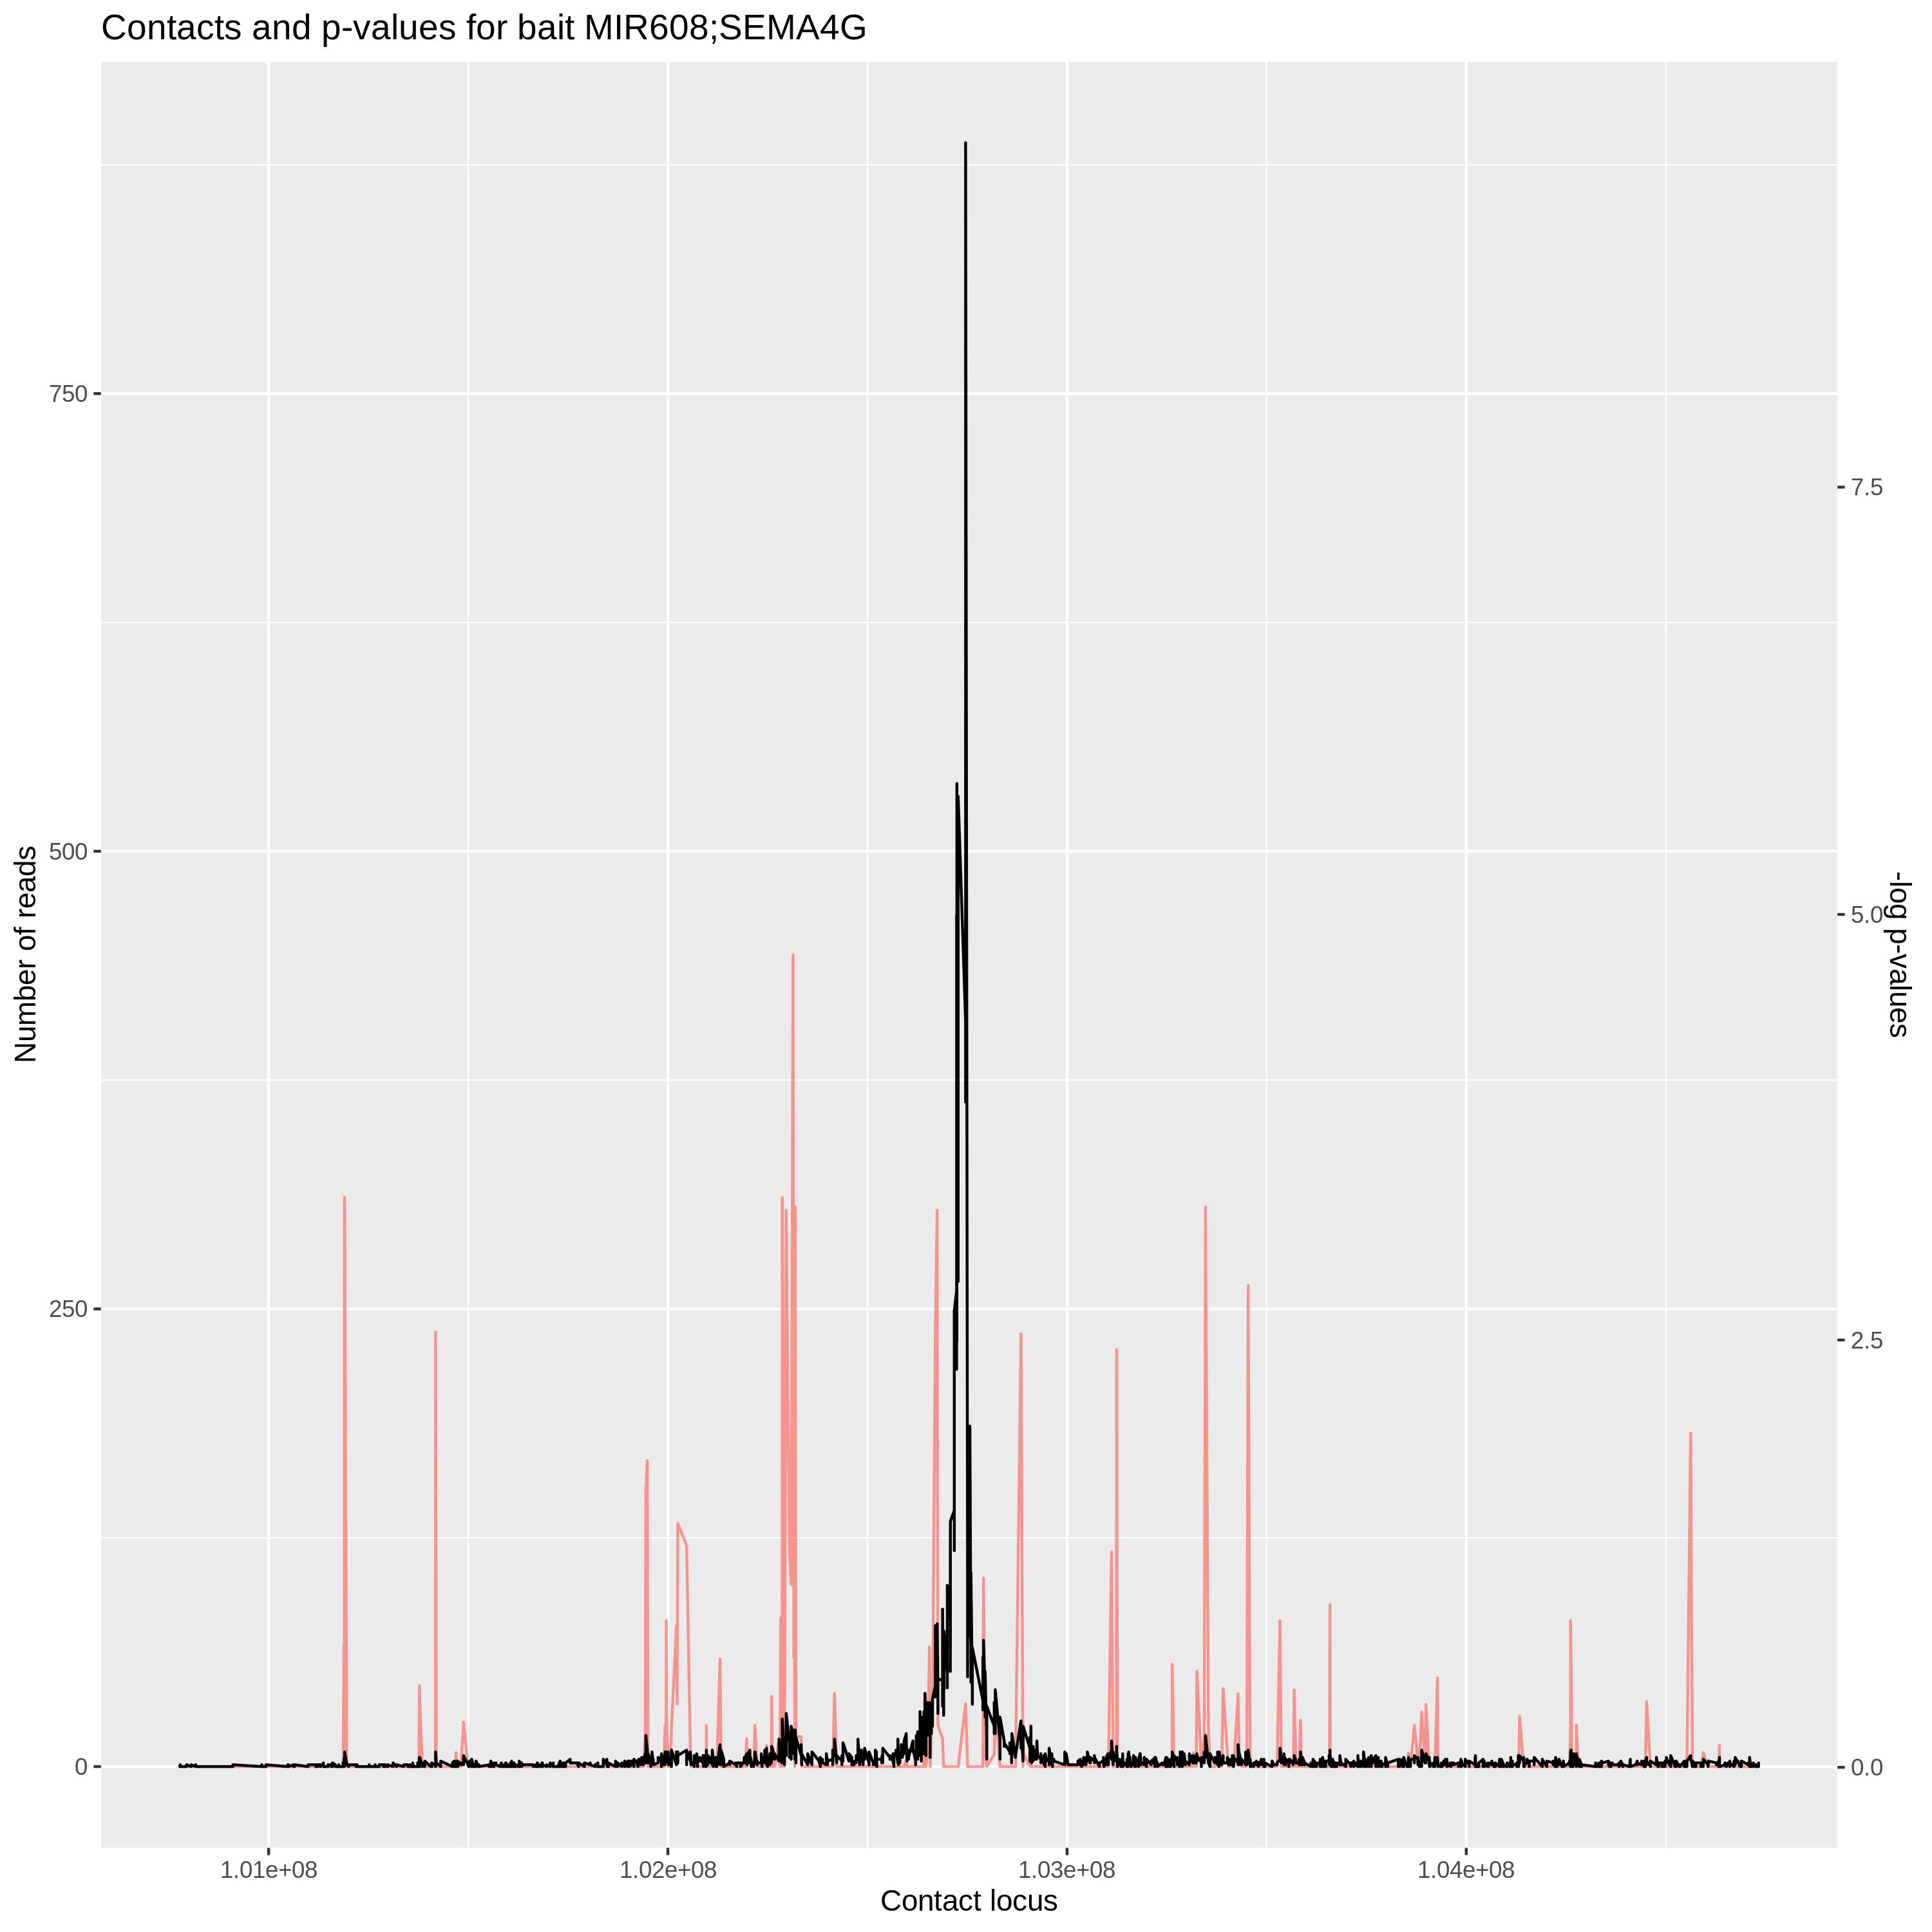 Contacts and p-values for bait MIR608;SEMA4G
750
500
250
0
Number of reads
7.5
5.0
2.5
0.0
-log p-values
1.01e+08
1.02e+08
1.03e+08
1.04e+08
Contact locus